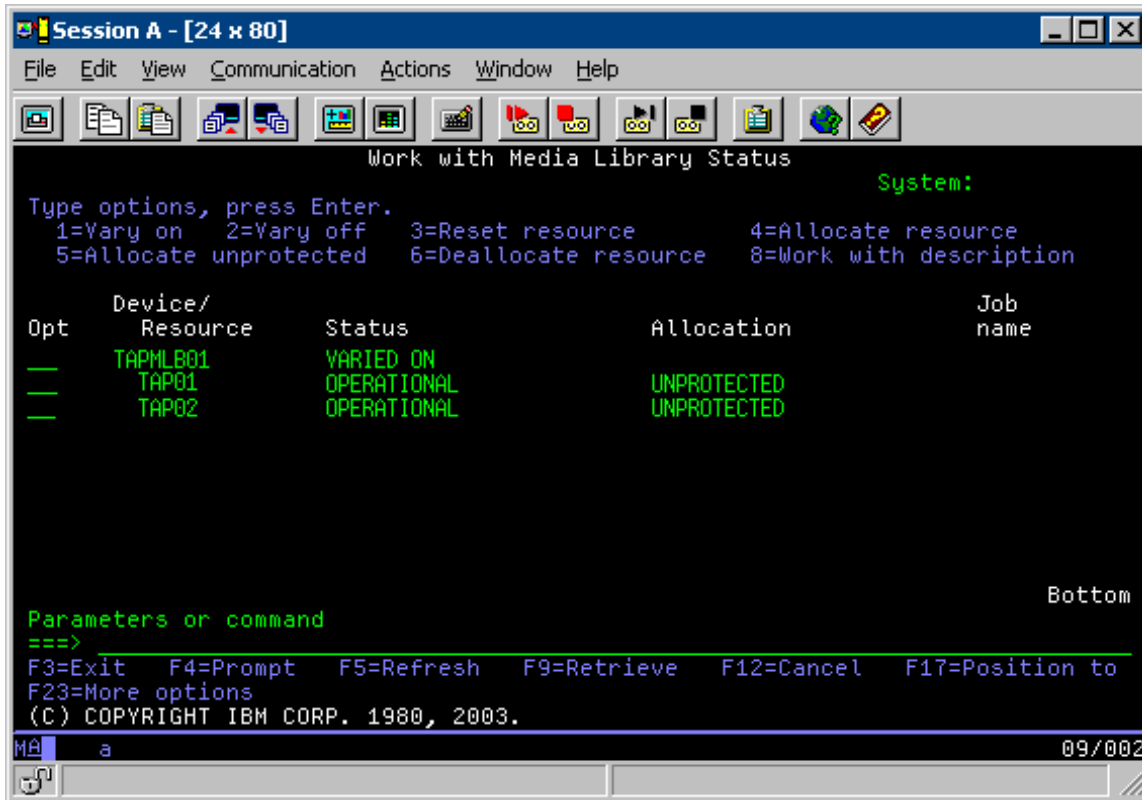 Session A - [24 x 80]
File Edit View Communication Actions Window Help
Work with Media Library Status
System:
Type options, press Enter.
1=Vary on 2=Vary off 3=Reset resource 4=Allocate resource
5=Allocate unprotected 6=Deallocate resource 8=Work with description
Device/ Job
Opt Resource Status Allocation name
TAPMLB01 VARIED ON
TAP01 OPERATIONAL UNPROTECTED
TAP02 OPERATIONAL UNPROTECTED
Bottom
Parameters or command
===>
F3=Exit F4=Prompt F5=Refresh F9=Retrieve F12=Cancel F17=Position to
F23=More options
(C) COPYRIGHT IBM CORP. 1980, 2003.
MA a 09/002